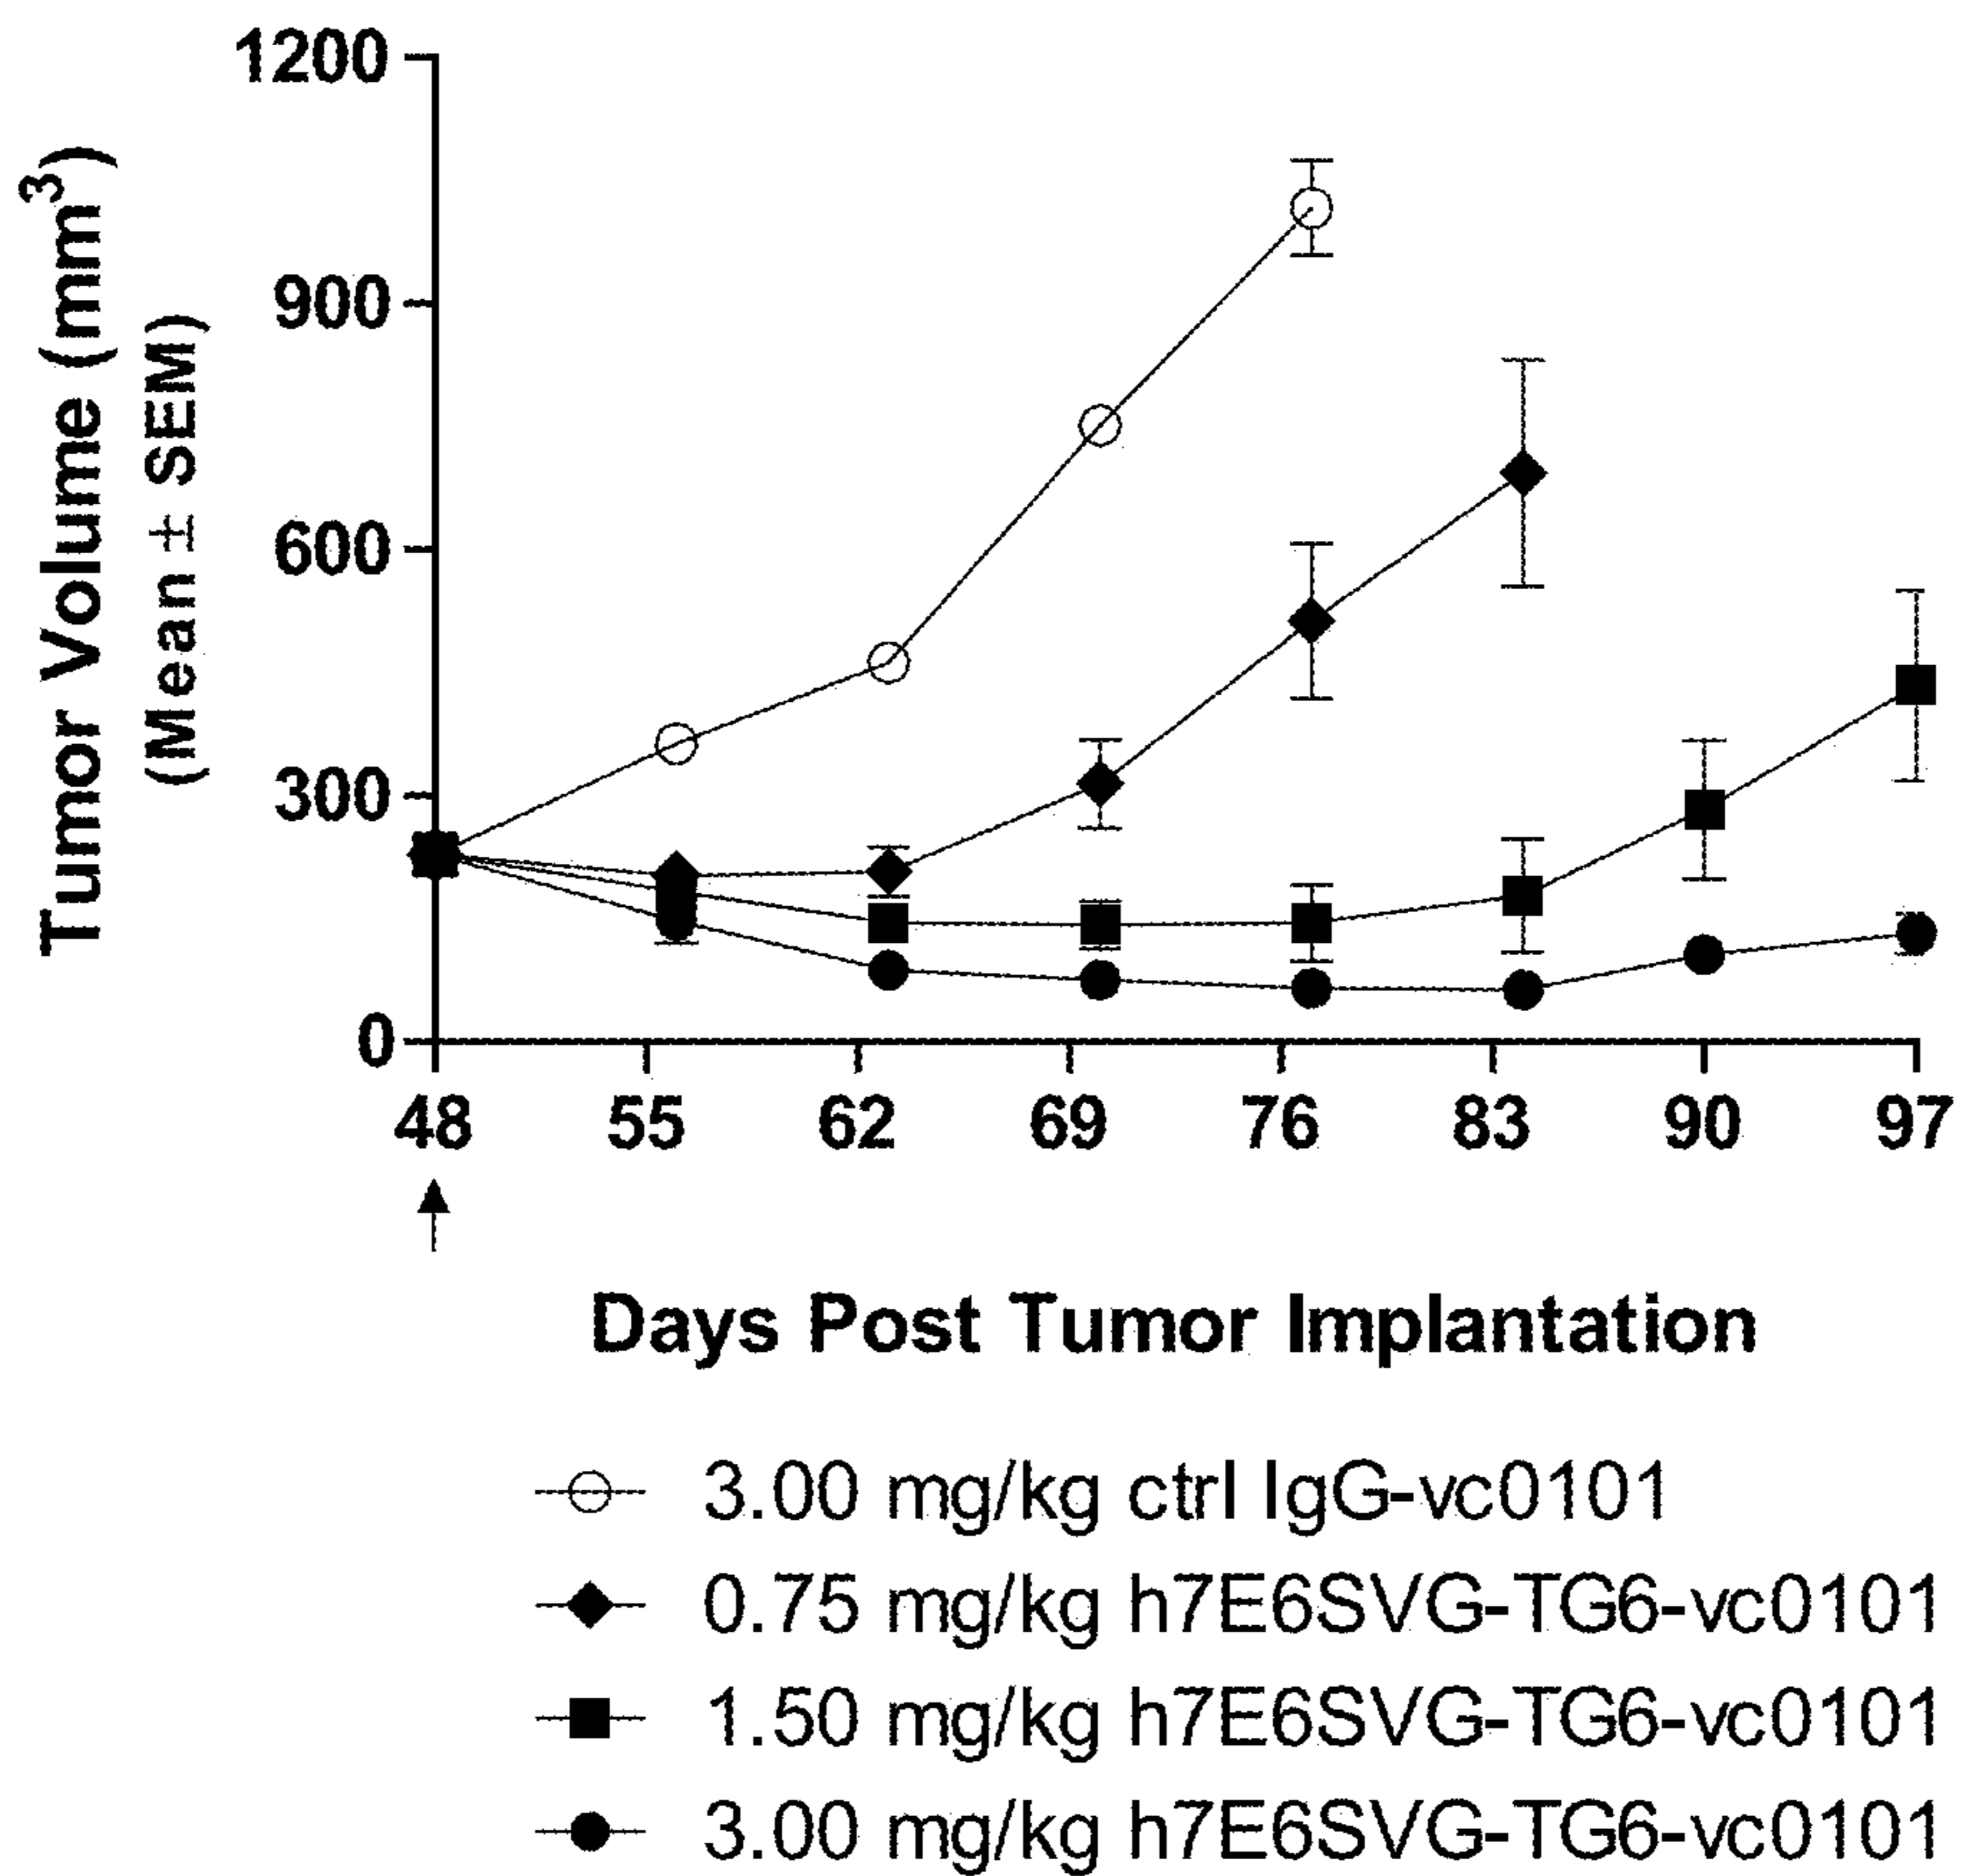 1200
900
600
300
0
Tumor Volume (mm³)
(Mean ± SEM)
48 55 62 69 76 83 90 97
Days Post Tumor Implantation
3.00 mg/kg ctrl IgG-vc0101
0.75 mg/kg h7E6SVG-TG6-vc0101
1.50 mg/kg h7E6SVG-TG6-vc0101
3.00 mg/kg h7E6SVG-TG6-vc0101